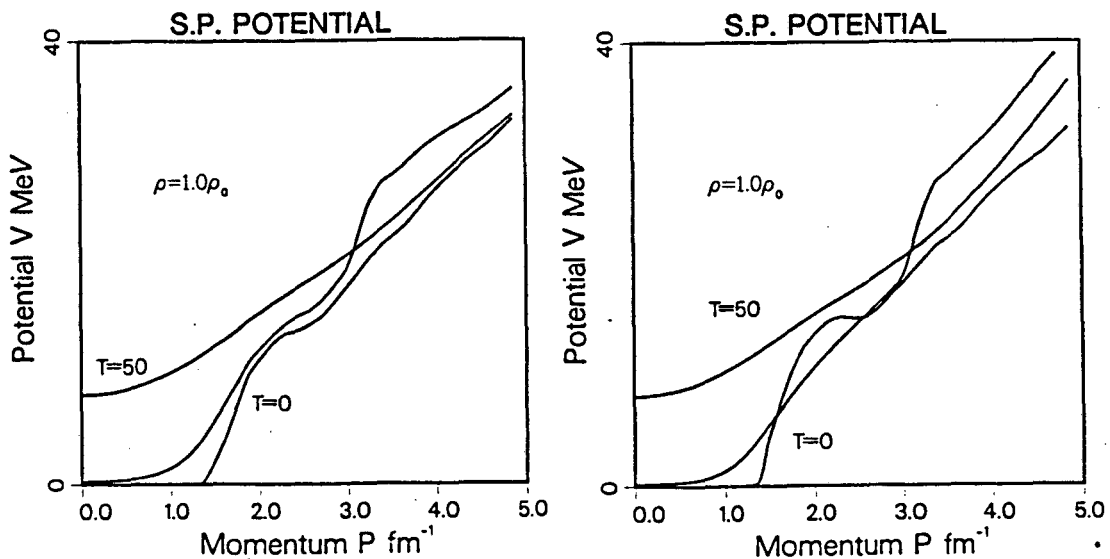 S.P. POTENTIAL
40
Potential V MeV
ρ=1.0ρ₀
T=50
T=0
0
0.0 1.0 2.0 3.0 4.0 5.0
Momentum P fm⁻¹
S.P. POTENTIAL
40
Potential V MeV
ρ=1.0ρ₀
T=50
T=0
0
0.0 1.0 2.0 3.0 4.0 5.0
Momentum P fm⁻¹